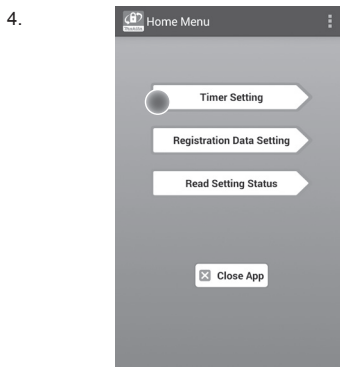 4.
Home Menu
Timer Setting
Registration Data Setting
Read Setting Status
Close App